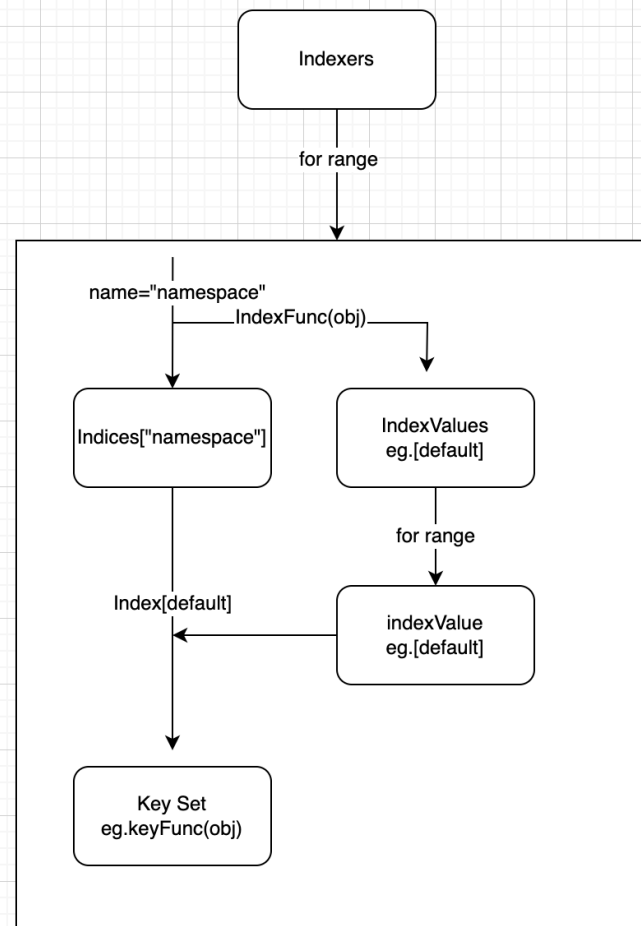 Indexers
for range
name="namespace"
IndexFunc(obj)
Indices["namespace"]
IndexValues
eg.[default]
for range
Index[default]
indexValue
eg.[default]
Key Set
eg.keyFunc(obj)